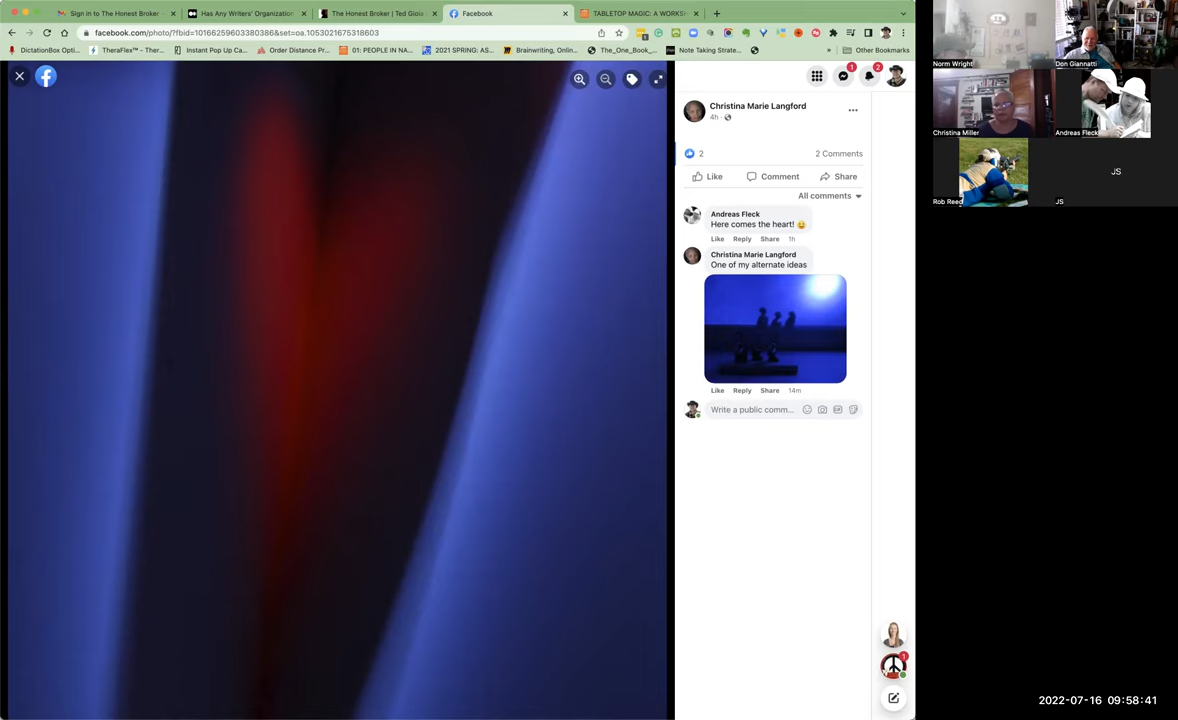 Sign in to The Honest Broker
Has Any Writers' Organization
The Honest Broker | Ted Gioia
Facebook
TABLETOP MAGIC: A WORKSH
facebook.com/photo/?fbid=10166259603380386&set=oa.1053021675318603
DictationBox Opti...
TheraFlex™ - Ther...
Instant Pop Up Ca...
Order Distance Pr...
01: PEOPLE IN NA...
2021 SPRING: AS...
Brainwriting, Online...
The_One_Book_...
Note Taking Strate...
»
Other Bookmarks
1
2
Christina Marie Langford
4h ·
2
2 Comments
Like
Comment
Share
All comments
Andreas Fleck
Here comes the heart! 😆
Like Reply Share 1h
Christina Marie Langford
One of my alternate ideas
Like Reply Share 14m
Write a public comm...
1
Norm Wright
Don Giannatti
Christina Miller
Andreas Fleck
Rob Reed
JS
JS
2022-07-16 09:58:41